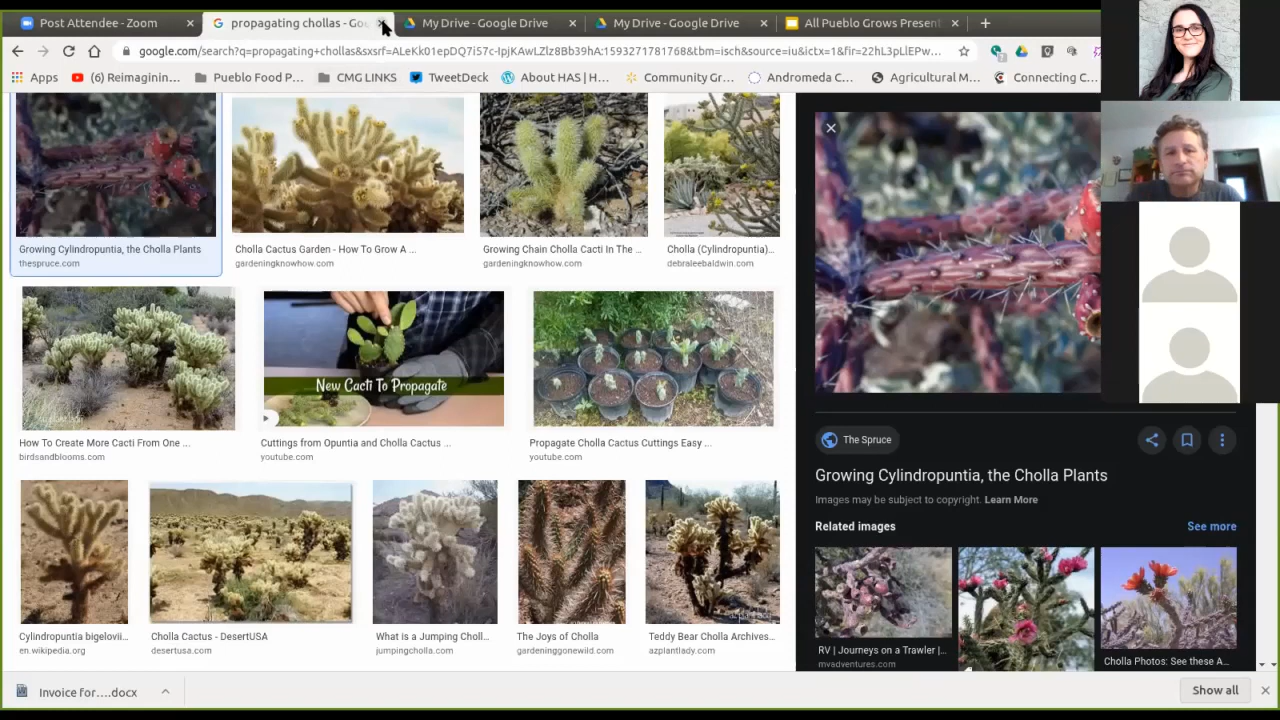 Post Attendee - Zoom
propagating chollas - Goo
My Drive - Google Drive
My Drive - Google Drive
All Pueblo Grows Present
google.com/search?q=propagating+chollas&sxsrf=ALeKk01epDQ7i57c-IpjKAwLZlz8Bb39hA:1593271781768&tbm=isch&source=iu&ictx=1&fir=22hL3pLlEPw...
Apps
(6) Reimaginin...
Pueblo Food P...
CMG LINKS
TweetDeck
About HAS | H...
Community Gr...
Andromeda C...
Agricultural M...
Connecting C...
Growing Cylindropuntia, the Cholla Plants
thespruce.com
Cholla Cactus Garden - How To Grow A ...
gardeningknowhow.com
Growing Chain Cholla Cacti In The ...
gardeningknowhow.com
Cholla (Cylindropuntia)...
debraleebaldwin.com
New Cacti To Propagate
How To Create More Cacti From One ...
birdsandblooms.com
Cuttings from Opuntia and Cholla Cactus ...
youtube.com
Propagate Cholla Cactus Cuttings Easy ...
youtube.com
Cylindropuntia bigelovii...
en.wikipedia.org
Cholla Cactus - DesertUSA
desertusa.com
What is a Jumping Choll...
jumpingcholla.com
The Joys of Cholla
gardeninggonewild.com
Teddy Bear Cholla Archives...
azplantlady.com
The Spruce
Growing Cylindropuntia, the Cholla Plants
Images may be subject to copyright. Learn More
Related images
See more
RV | Journeys on a Trawler |...
mvadventures.com
Cholla Photos: See these A...
Invoice for....docx
Show all